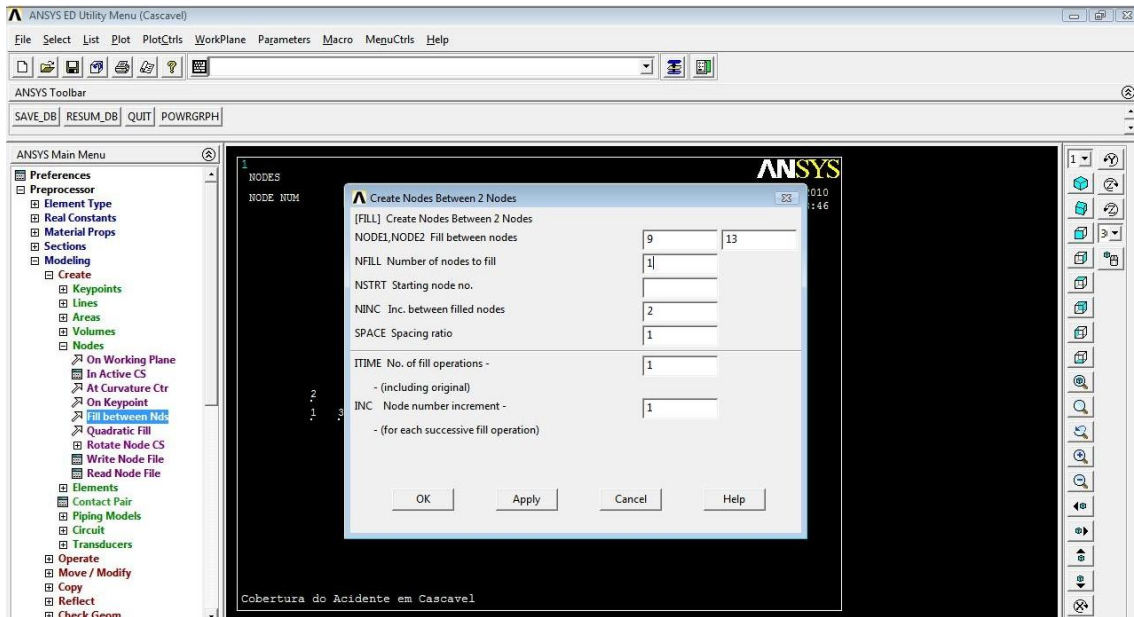 ANSYS ED Utility Menu (Cascavel)
File Select List Plot PlotCtrls WorkPlane Parameters Macro MenuCtrls Help
ANSYS Toolbar
SAVE_DB RESUM_DB QUIT POWRGRPH
ANSYS Main Menu
Preferences
Preprocessor
Element Type
Real Constants
Material Props
Sections
Modeling
Create
Keypoints
Lines
Areas
Volumes
Nodes
On Working Plane
In Active CS
At Curvature Ctr
On Keypoint
Fill between Nds
Quadratic Fill
Rotate Node CS
Write Node File
Read Node File
Elements
Contact Pair
Piping Models
Circuit
Transducers
Operate
Move / Modify
Copy
Reflect
Check Geom
1
NODES
NODE NUM
ANSYS
2010
:46
2
1 3
Create Nodes Between 2 Nodes
[FILL] Create Nodes Between 2 Nodes
NODE1,NODE2 Fill between nodes 9 13
NFILL Number of nodes to fill 1
NSTRT Starting node no.
NINC Inc. between filled nodes 2
SPACE Spacing ratio 1
ITIME No. of fill operations - 1
- (including original)
INC Node number increment - 1
- (for each successive fill operation)
OK Apply Cancel Help
Cobertura do Acidente em Cascavel
1
3